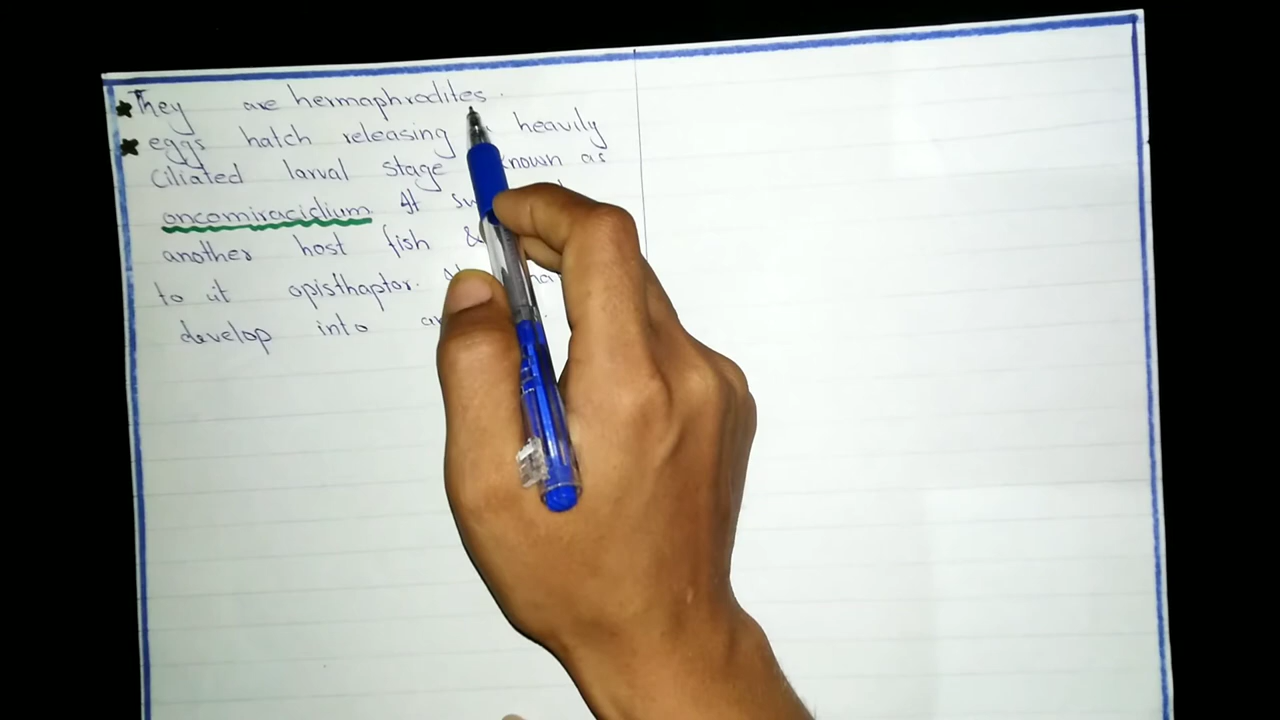 They are hermaphrodites.
eggs hatch releasing heavily
ciliated larval stage known as
oncomiracidium. It
another host fish &
to it opisthaptor.
develop into